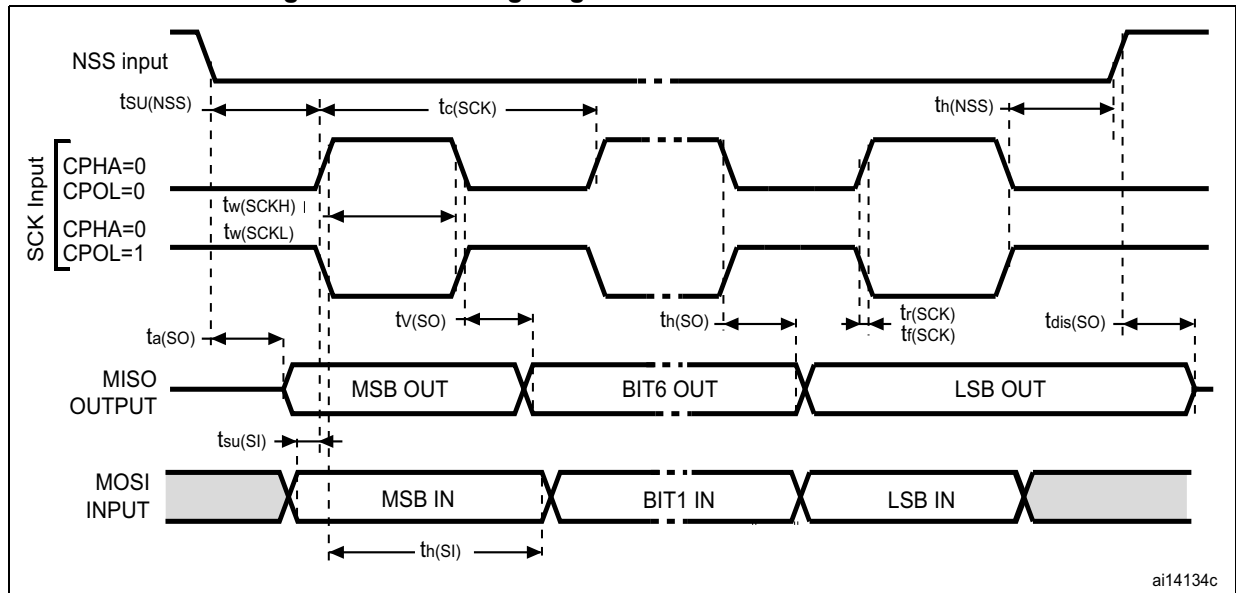 NSS input
tSU(NSS)
tc(SCK)
th(NSS)
SCK Input
CPHA=0
CPOL=0
tw(SCKH)
CPHA=0
tw(SCKL)
CPOL=1
tV(SO)
th(SO)
tr(SCK)
tf(SCK)
tdis(SO)
ta(SO)
MISO
OUTPUT
MSB OUT
BIT6 OUT
LSB OUT
tsu(SI)
MOSI
INPUT
MSB IN
BIT1 IN
LSB IN
th(SI)
ai14134c